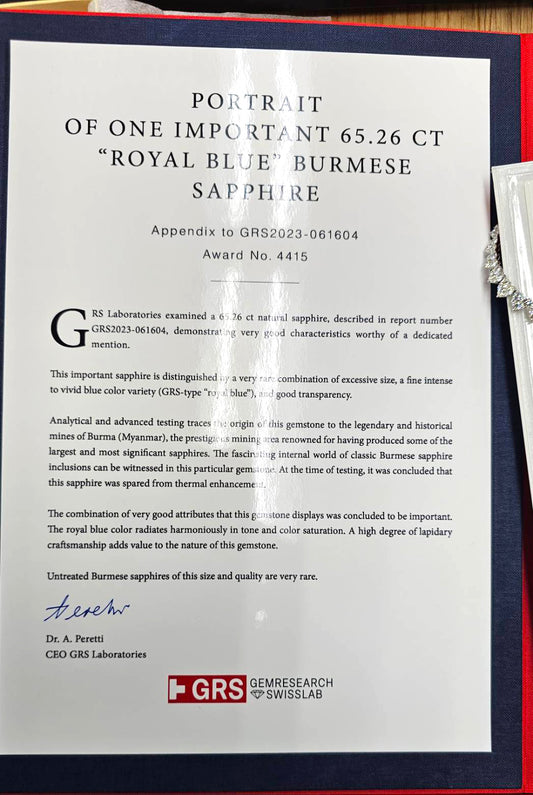 PORTRAIT
OF ONE IMPORTANT 65.26 CT
“ROYAL BLUE” BURMESE
SAPPHIRE
Appendix to GRS2023-061604
Award No. 4415
GRS Laboratories examined a 65.26 ct natural sapphire, described in report number
GRS2023-061604, demonstrating very good characteristics worthy of a dedicated
mention.
This important sapphire is distinguished by a very rare combination of excessive size, a fine intense
to vivid blue color variety (GRS-type “royal blue”), and good transparency.
Analytical and advanced testing traces the origin of this gemstone to the legendary and historical
mines of Burma (Myanmar), the prestigious mining area renowned for having produced some of the
largest and most significant sapphires. The fascinating internal world of classic Burmese sapphire
inclusions can be witnessed in this particular gemstone. At the time of testing, it was concluded that
this sapphire was spared from thermal enhancement.
The combination of very good attributes that this gemstone displays was concluded to be important.
The royal blue color radiates harmoniously in tone and color saturation. A high degree of lapidary
craftsmanship adds value to the nature of this gemstone.
Untreated Burmese sapphires of this size and quality are very rare.
Dr. A. Peretti
CEO GRS Laboratories
GRS GEMRESEARCH
SWISSLAB